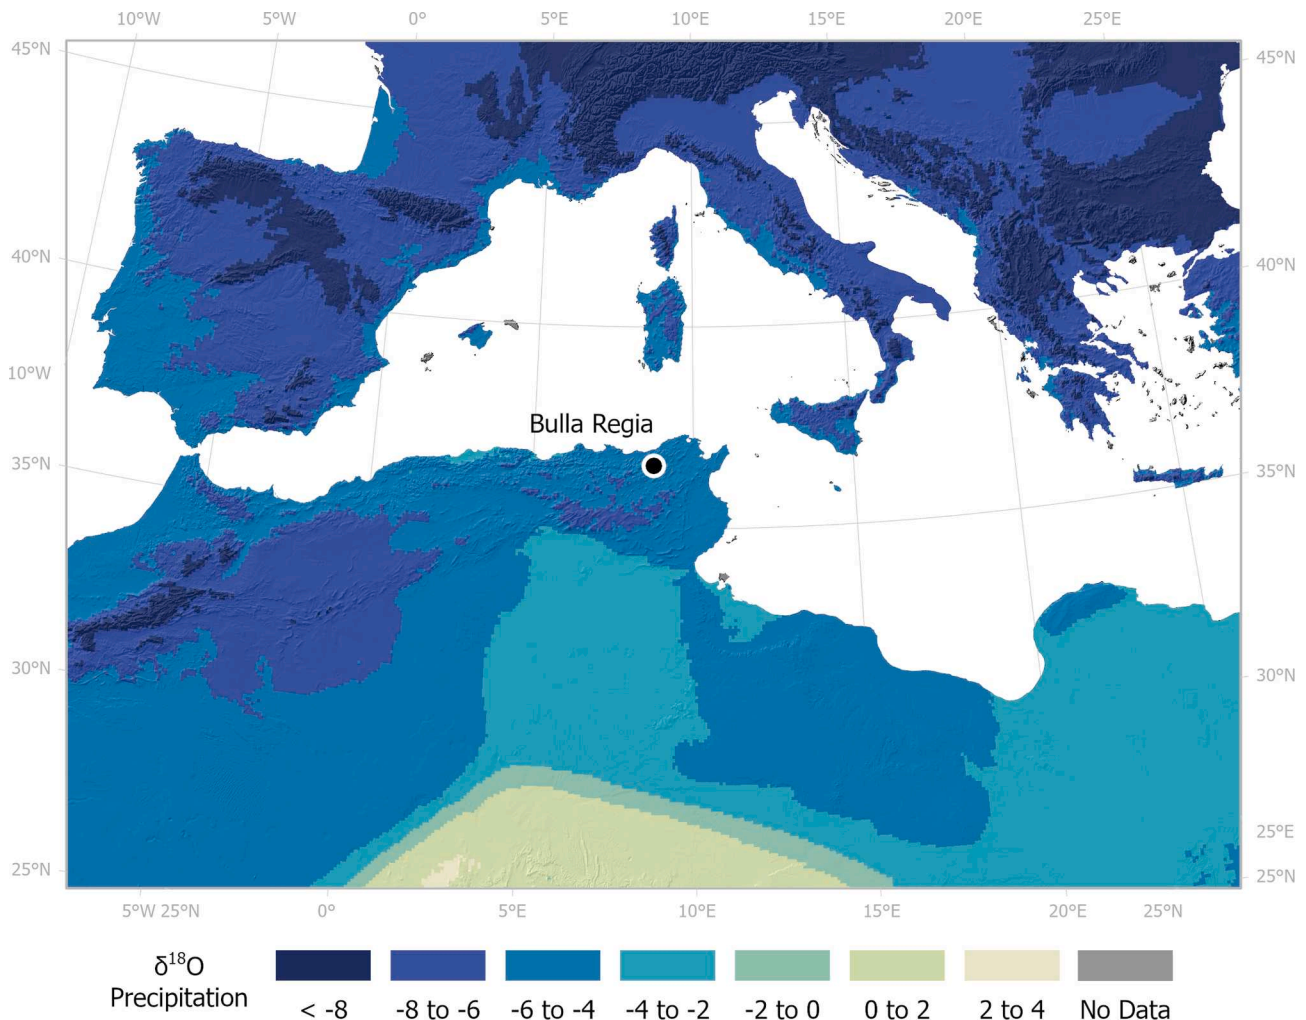 10°W 5°W 0° 5°E 10°E 15°E 20°E 25°E
45°N 45°N
40°N 40°N
10°W
Bulla Regia
35°N 35°N
30°N 30°N
25°E
25°N 25°N
5°W 25°N 0° 5°E 10°E 15°E 20°E 25°N
δ¹⁸O
Precipitation
< -8 -8 to -6 -6 to -4 -4 to -2 -2 to 0 0 to 2 2 to 4 No Data